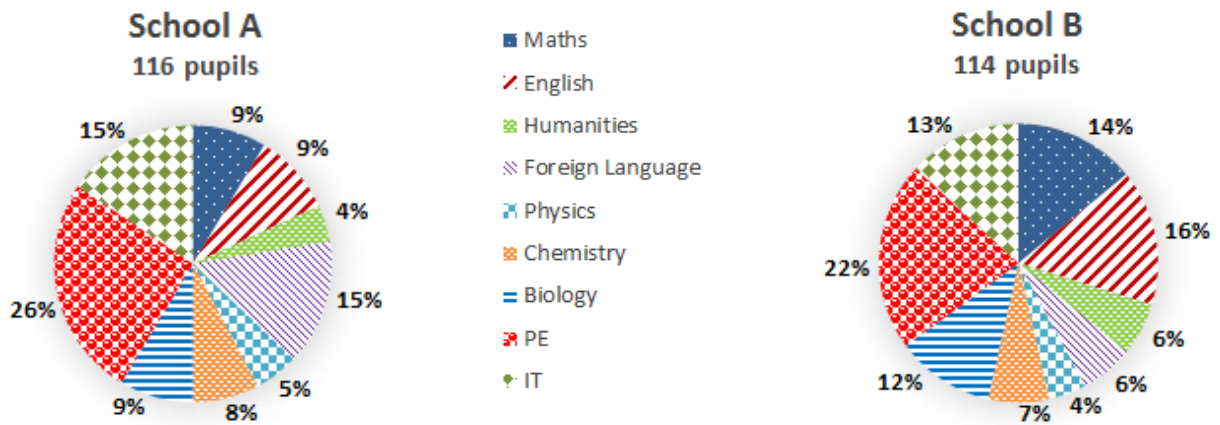 School A
116 pupils
9%
9%
4%
15%
5%
8%
9%
26%
15%
Maths
English
Humanities
Foreign Language
Physics
Chemistry
Biology
PE
IT
School B
114 pupils
14%
16%
6%
6%
4%
7%
12%
22%
13%